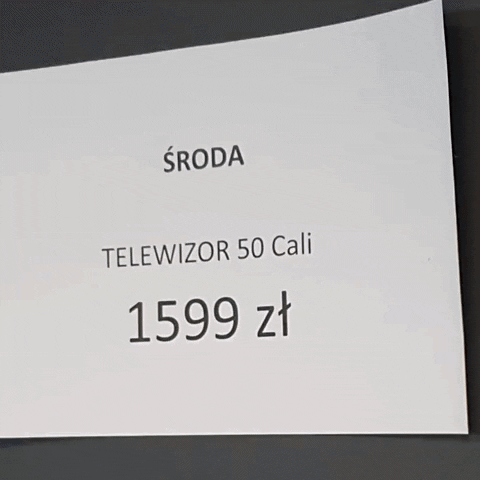 ŚRODA
TELEWIZOR 50 Cali
1599 zł